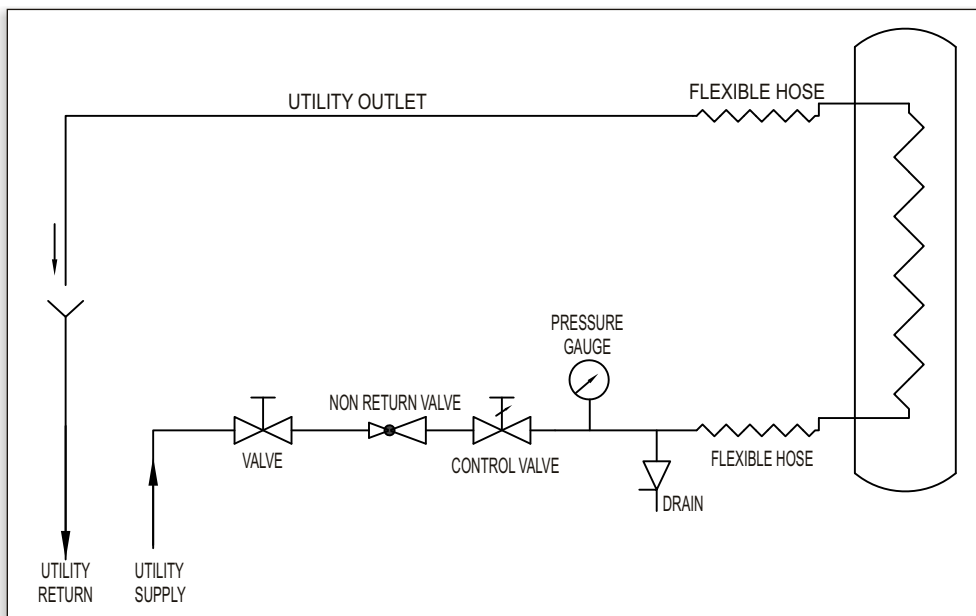 UTILITY OUTLET
FLEXIBLE HOSE
PRESSURE
GAUGE
NON RETURN VALVE
VALVE
CONTROL VALVE
FLEXIBLE HOSE
DRAIN
UTILITY
RETURN
UTILITY
SUPPLY